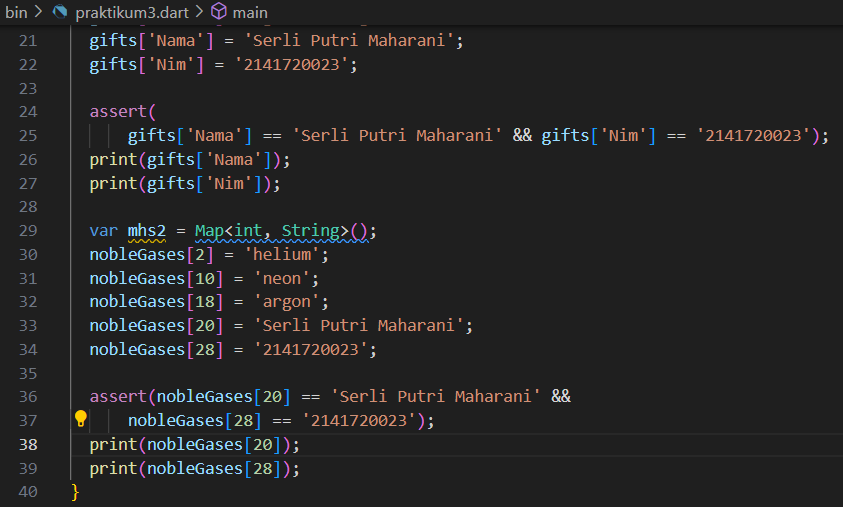 bin > praktikum3.dart > main
21 gifts['Nama'] = 'Serli Putri Maharani';
22 gifts['Nim'] = '2141720023';
23
24 assert(
25 gifts['Nama'] == 'Serli Putri Maharani' && gifts['Nim'] == '2141720023');
26 print(gifts['Nama']);
27 print(gifts['Nim']);
28
29 var mhs2 = Map<int, String>();
30 nobleGases[2] = 'helium';
31 nobleGases[10] = 'neon';
32 nobleGases[18] = 'argon';
33 nobleGases[20] = 'Serli Putri Maharani';
34 nobleGases[28] = '2141720023';
35
36 assert(nobleGases[20] == 'Serli Putri Maharani' &&
37 nobleGases[28] == '2141720023');
38 print(nobleGases[20]);
39 print(nobleGases[28]);
40 }